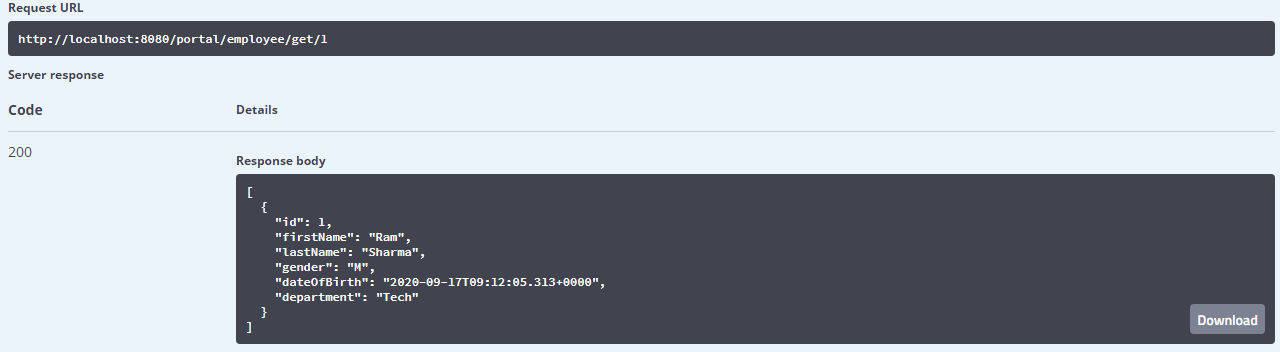 Request URL
http://localhost:8080/portal/employee/get/1
Server response
Code Details
200
Response body
[
  {
    "id": 1,
    "firstName": "Ram",
    "lastName": "Sharma",
    "gender": "M",
    "dateOfBirth": "2020-09-17T09:12:05.313+0000",
    "department": "Tech"
  }
]
Download